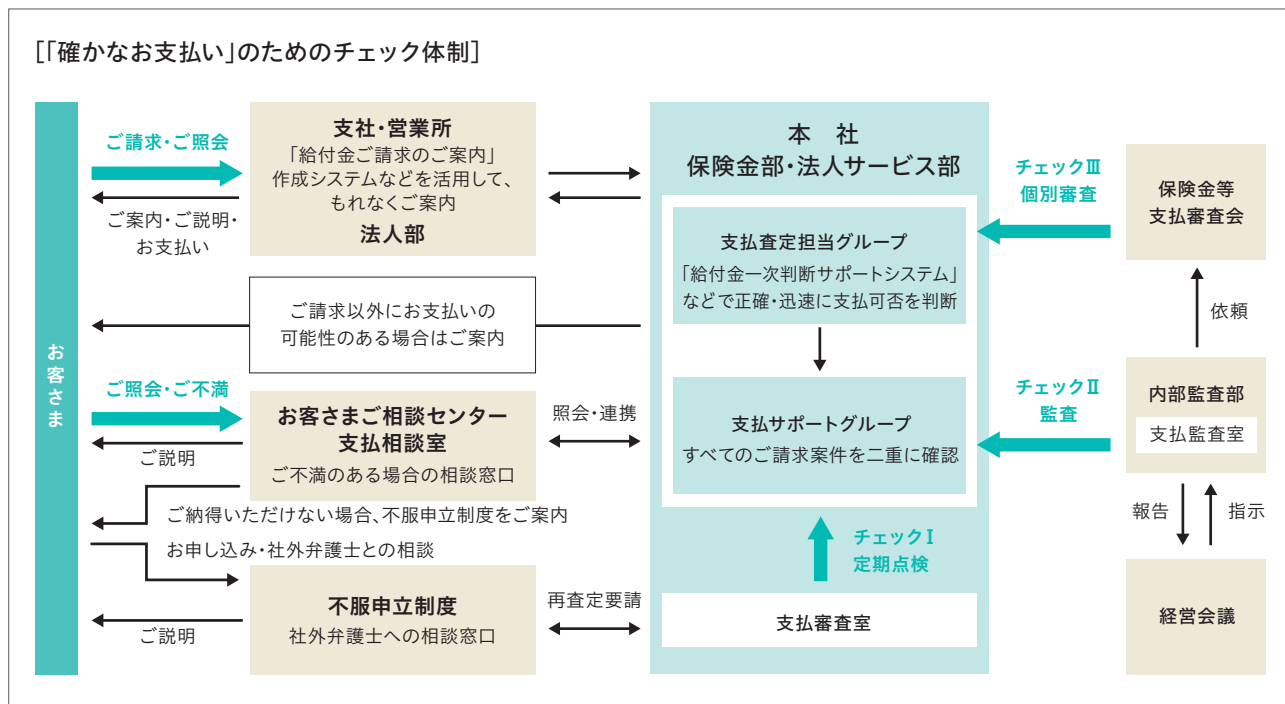 [「確かなお支払い」のためのチェック体制]
お客さま
ご請求・ご照会
ご案内・ご説明・
お支払い
支社・営業所
「給付金ご請求のご案内」
作成システムなどを活用して、
もれなくご案内
法人部
ご請求以外にお支払いの
可能性のある場合はご案内
ご照会・ご不満
ご説明
お客さまご相談センター
支払相談室
ご不満のある場合の相談窓口
照会・連携
ご納得いただけない場合、不服申立制度をご案内
お申し込み・社外弁護士との相談
ご説明
不服申立制度
社外弁護士への相談窓口
再査定要請
本 社
保険金部・法人サービス部
支払査定担当グループ
「給付金一次判断サポートシステム」
などで正確・迅速に支払可否を判断
支払サポートグループ
すべてのご請求案件を二重に確認
チェックⅠ
定期点検
支払審査室
チェックⅢ
個別審査
保険金等
支払審査会
依頼
チェックⅡ
監査
内部監査部
支払監査室
報告
指示
経営会議